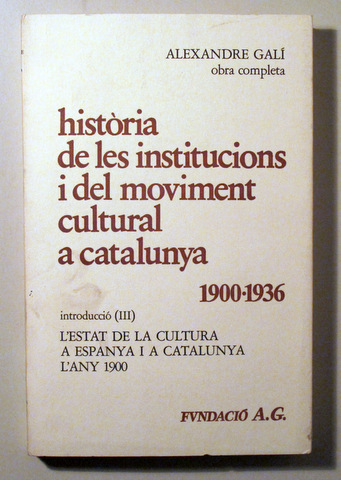 ALEXANDRE GALÍ
obra completa
història
de les institucions
i del moviment
cultural
a catalunya
1900·1936
introducció (III)
L'ESTAT DE LA CULTURA
A ESPANYA I A CATALUNYA
L'ANY 1900
FVNDACIÓ A.G.